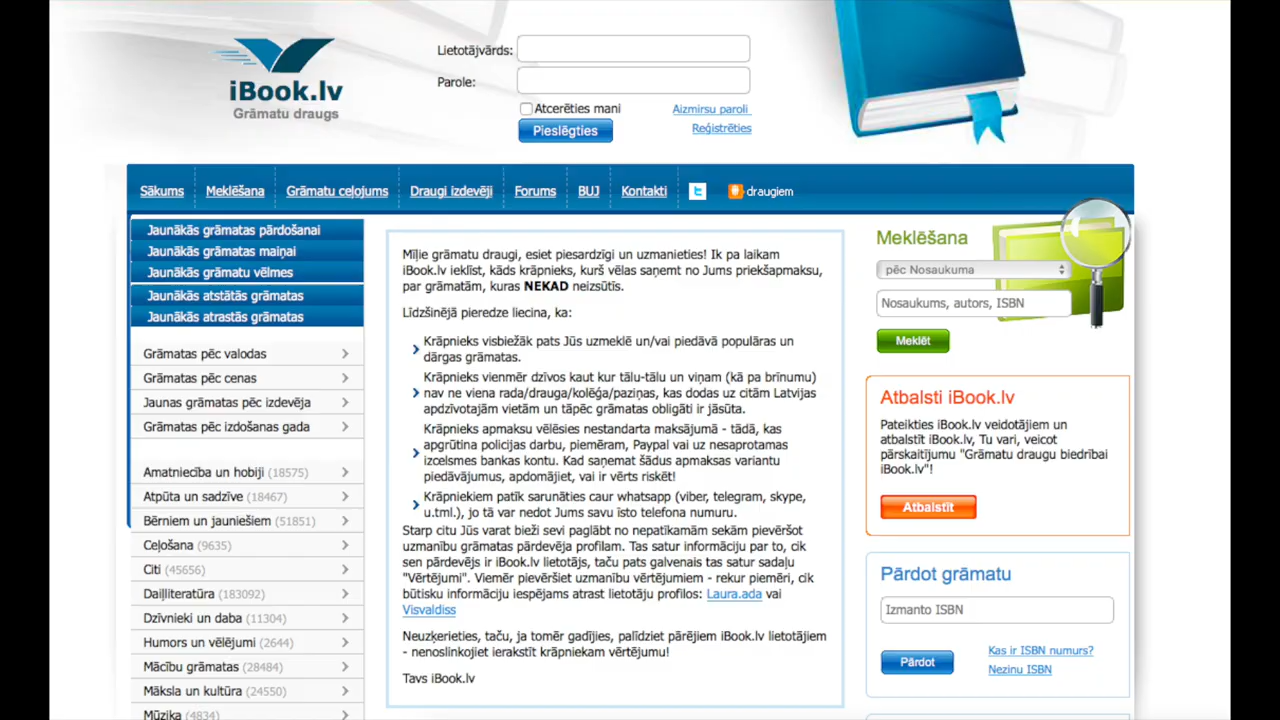 iBook.lv
Grāmatu draugs
Lietotājvārds:
Parole:
Atcerēties mani
Aizmirsu paroli
Pieslēgties
Reģistrēties
Sākums
Meklēšana
Grāmatu ceļojums
Draugi izdevēji
Forums
BUJ
Kontakti
draugiem
Jaunākās grāmatas pārdošanai
Jaunākās grāmatas maiņai
Jaunākās grāmatu vēlmes
Jaunākās atstātās grāmatas
Jaunākās atrastās grāmatas
Grāmatas pēc valodas
Grāmatas pēc cenas
Jaunas grāmatas pēc izdevēja
Grāmatas pēc izdošanas gada
Amatniecība un hobiji (18575)
Atpūta un sadzīve (18467)
Bērniem un jauniešiem (51851)
Ceļošana (9635)
Citi (45656)
Daiļliteratūra (183092)
Dzīvnieki un daba (11304)
Humors un vēlējumi (2644)
Mācību grāmatas (28484)
Māksla un kultūra (24550)
Mūzika (4834)
Mīļie grāmatu draugi, esiet piesardzīgi un uzmanieties! Ik pa laikam
iBook.lv ieklīst, kāds krāpnieks, kurš vēlas saņemt no Jums priekšapmaksu,
par grāmatām, kuras NEKAD neizsūtīs.
Līdzšinējā pieredze liecina, ka:
Krāpnieks visbiežāk pats Jūs uzmeklē un/vai piedāvā populāras un
dārgas grāmatas.
Krāpnieks vienmēr dzīvos kaut kur tālu-tālu un viņam (kā pa brīnumu)
nav ne viena rada/drauga/kolēģa/paziņas, kas dodas uz citām Latvijas
apdzīvotajām vietām un tāpēc grāmatas obligāti ir jāsūta.
Krāpnieks apmaksu vēlēsies nestandarta maksājumā - tādā, kas
apgrūtina policijas darbu, piemēram, Paypal vai uz nesaprotamas
izcelsmes bankas kontu. Kad saņemat šādus apmaksas variantu
piedāvājumus, apdomājiet, vai ir vērts riskēt!
Krāpniekiem patīk sarunāties caur whatsapp (viber, telegram, skype,
u.tml.), jo tā var nedot Jums savu īsto telefona numuru.
Starp citu Jūs varat bieži sevi paglābt no nepatīkamām sekām pievēršot
uzmanību grāmatas pārdevēja profilam. Tas satur informāciju par to, cik
sen pārdevējs ir iBook.lv lietotājs, taču pats galvenais tas satur sadaļu
"Vērtējumi". Vienmēr pievēršiet uzmanību vērtējumiem - rekur piemēri, cik
būtisku informāciju iespējams atrast lietotāju profilos: Laura.ada vai
Visvaldiss
Neuzķerieties, taču, ja tomēr gadījies, palīdziet pārējiem iBook.lv lietotājiem
- nenoslinkojiet ierakstīt krāpniekam vērtējumu!
Tavs iBook.lv
Meklēšana
pēc Nosaukuma
Nosaukums, autors, ISBN
Meklēt
Atbalsti iBook.lv
Pateikties iBook.lv veidotājiem un
atbalstīt iBook.lv, Tu vari, veicot
pārskaitījumu "Grāmatu draugu biedrībai
iBook.lv"!
Atbalstīt
Pārdot grāmatu
Izmanto ISBN
Kas ir ISBN numurs?
Pārdot
Nezinu ISBN